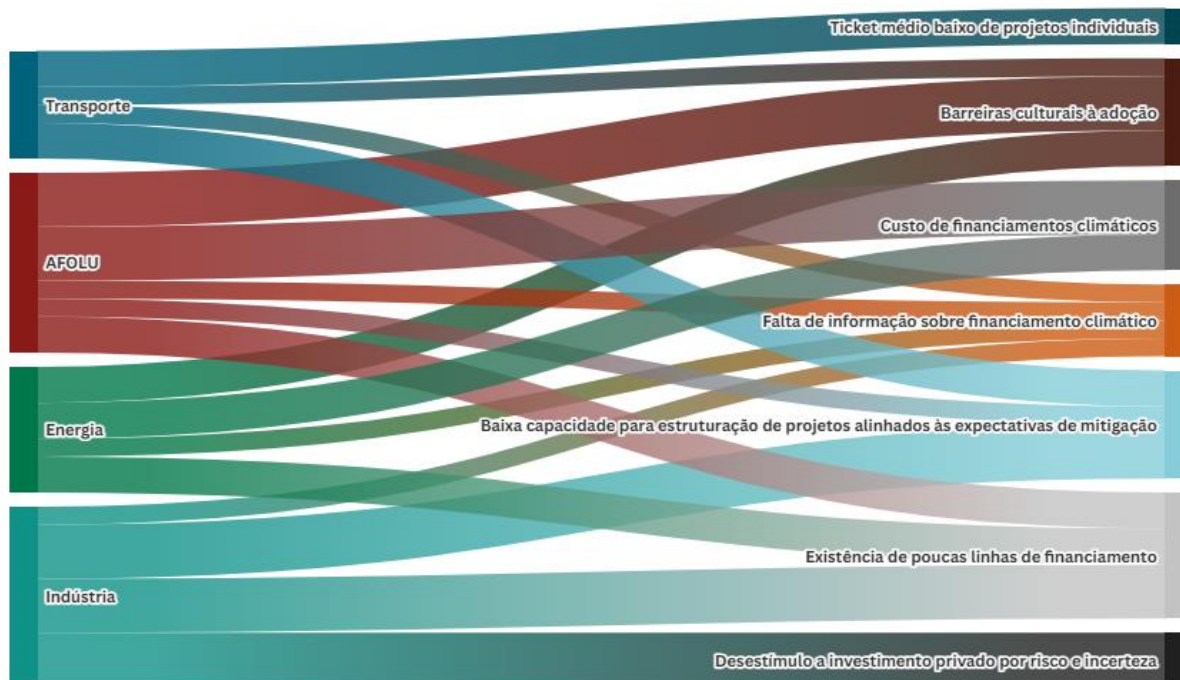 Ticket médio baixo de projetos individuais
Transporte
Barreiras culturais à adoção
Custo de financiamentos climáticos
AFOLU
Falta de informação sobre financiamento climático
Energia
Baixa capacidade para estruturação de projetos alinhados às expectativas de mitigação
Existência de poucas linhas de financiamento
Indústria
Desestímulo a investimento privado por risco e incerteza